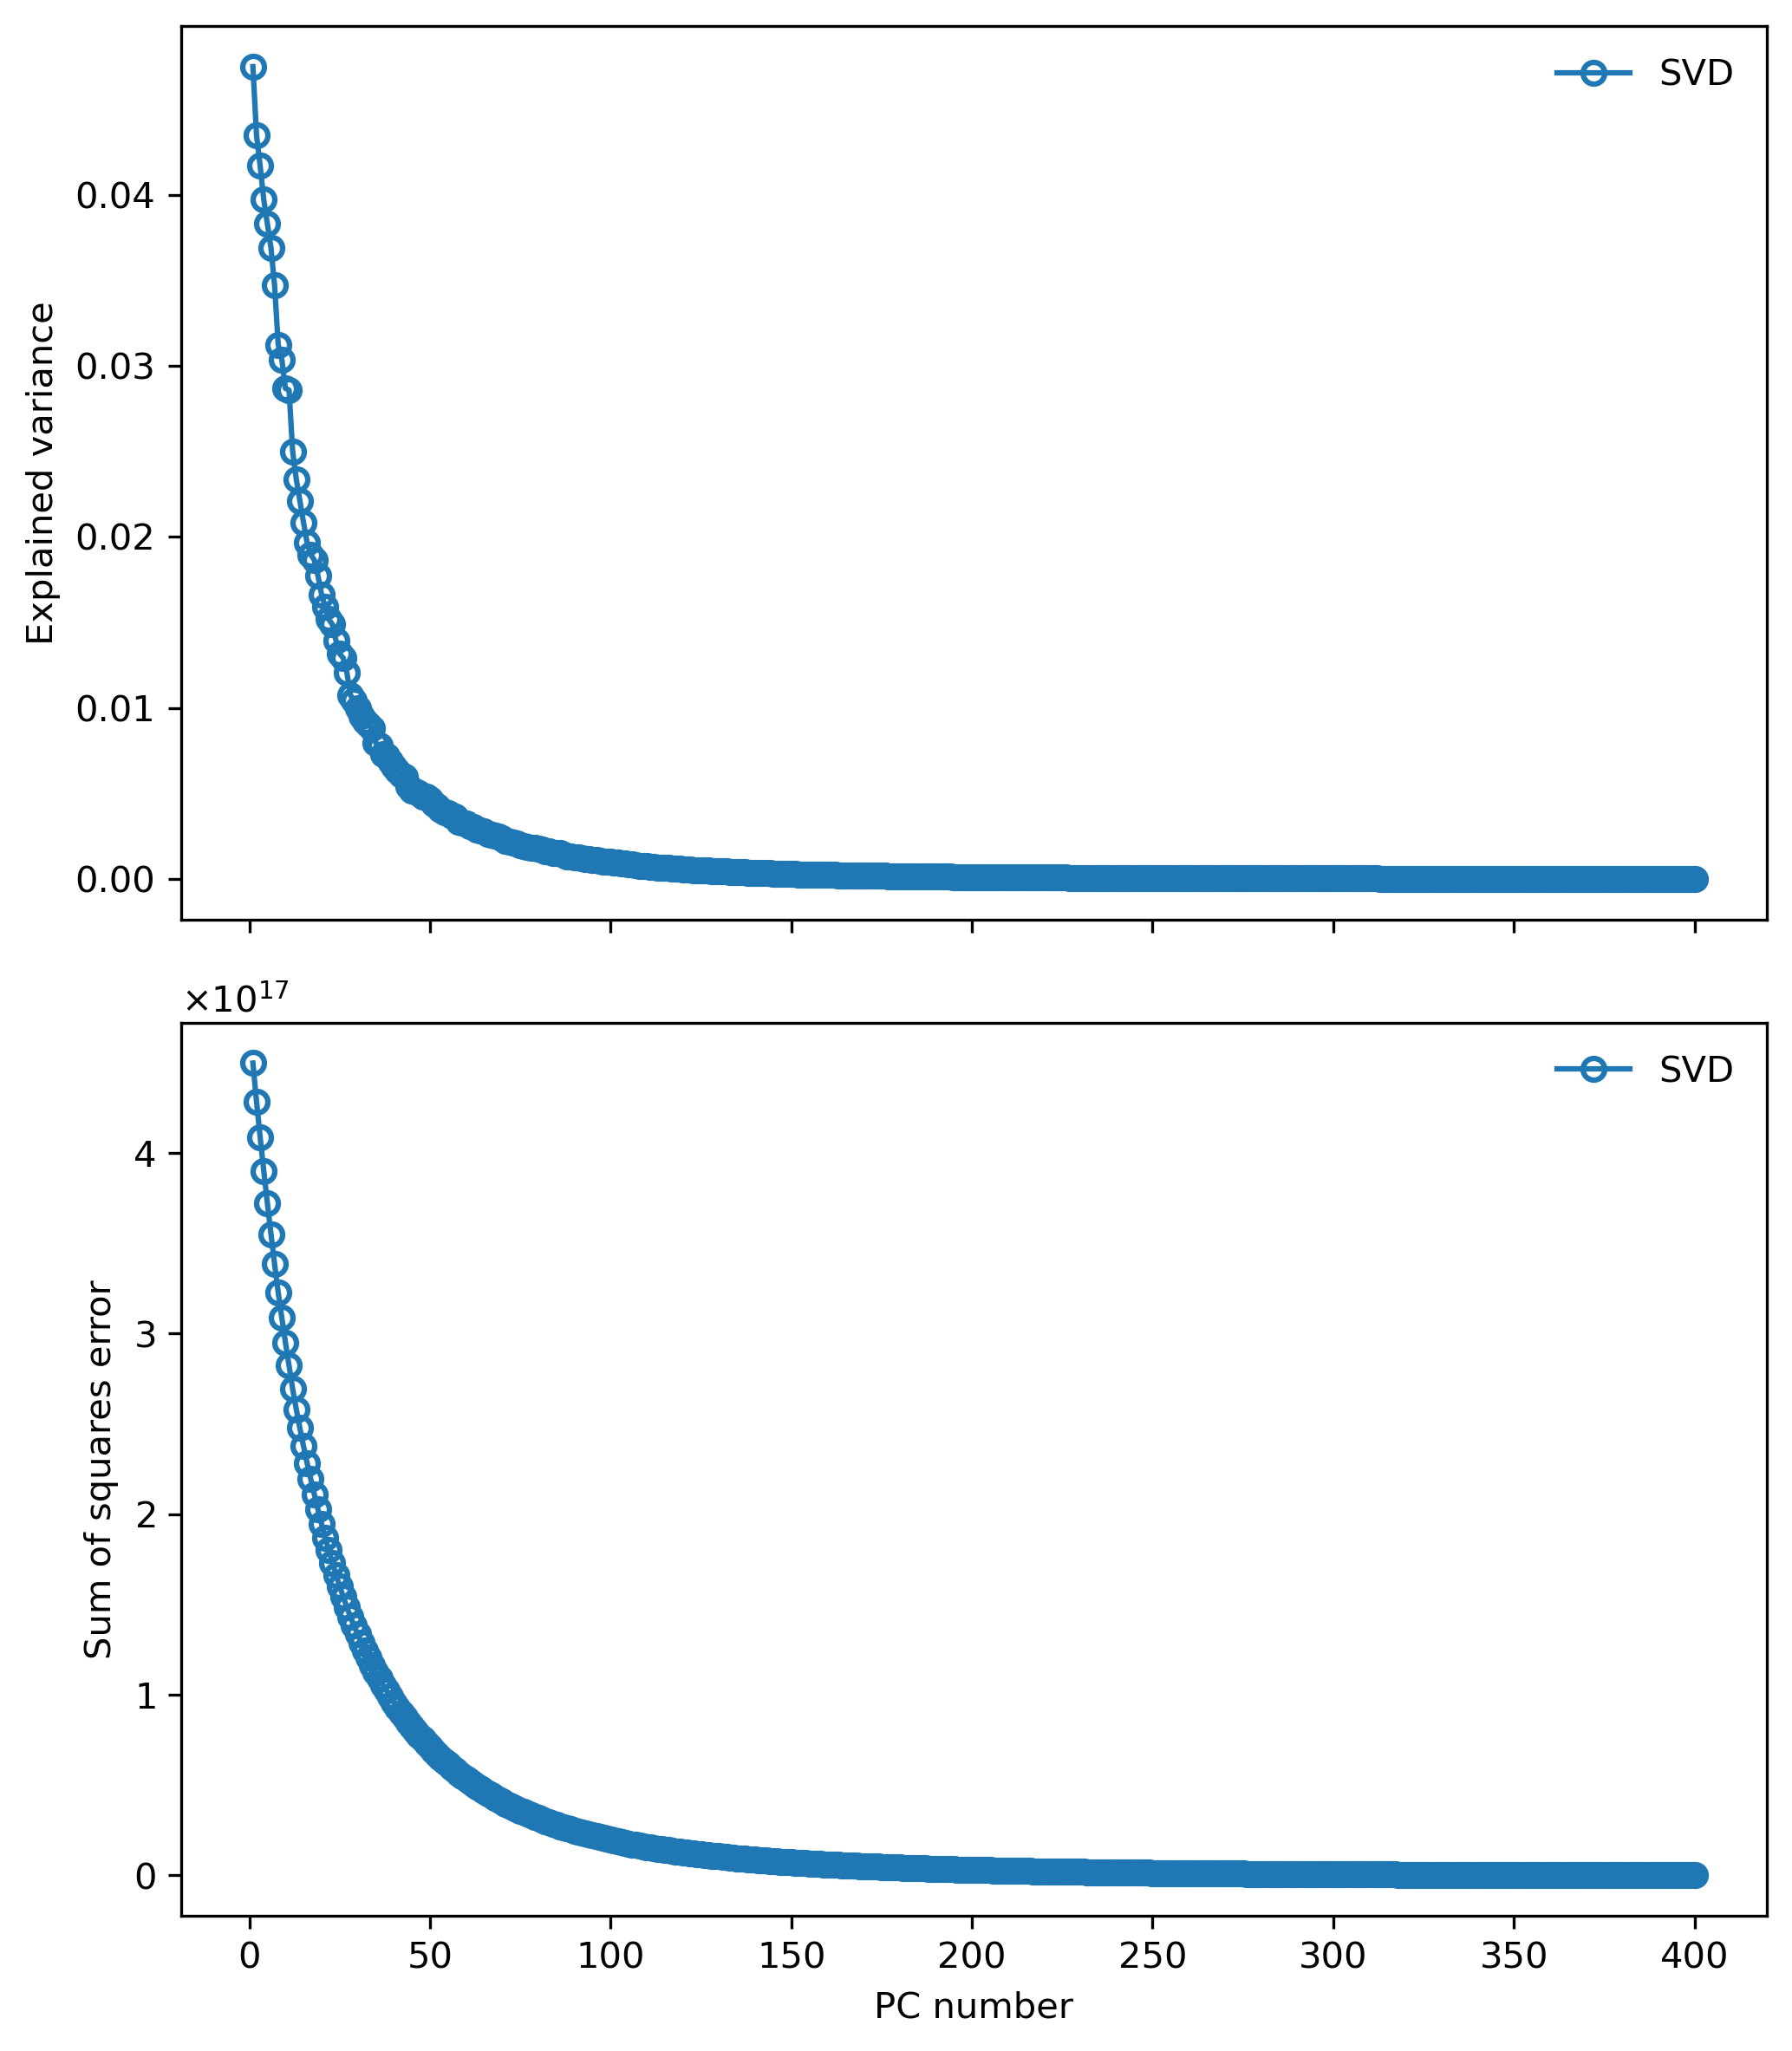 SVD
0.04
0.03
0.02
0.01
0.00
Explained variance
×10¹⁷
SVD
4
3
2
1
0
Sum of squares error
0 50 100 150 200 250 300 350 400
PC number